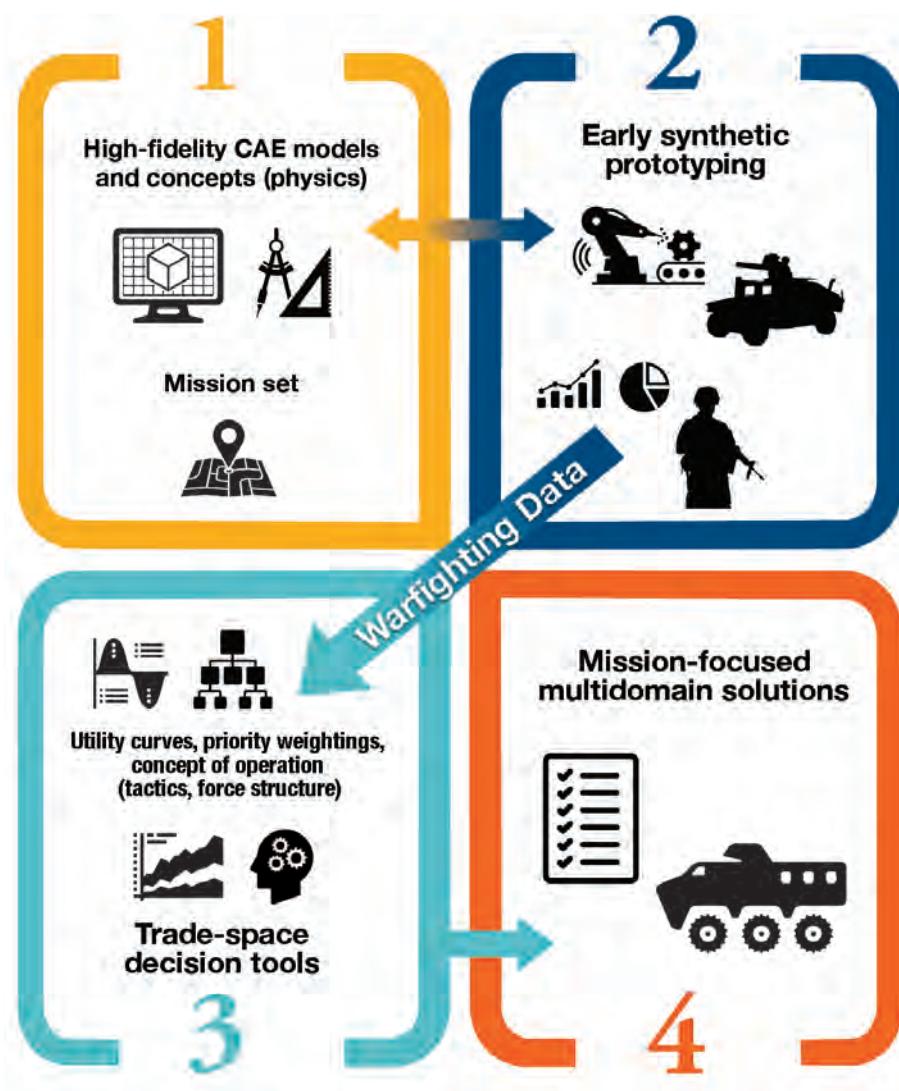 1
High-fidelity CAE models
and concepts (physics)
Mission set
2
Early synthetic
prototyping
Warfighting Data
Utility curves, priority weightings,
concept of operation
(tactics, force structure)
Trade-space
decision tools
3
Mission-focused
multidomain solutions
4